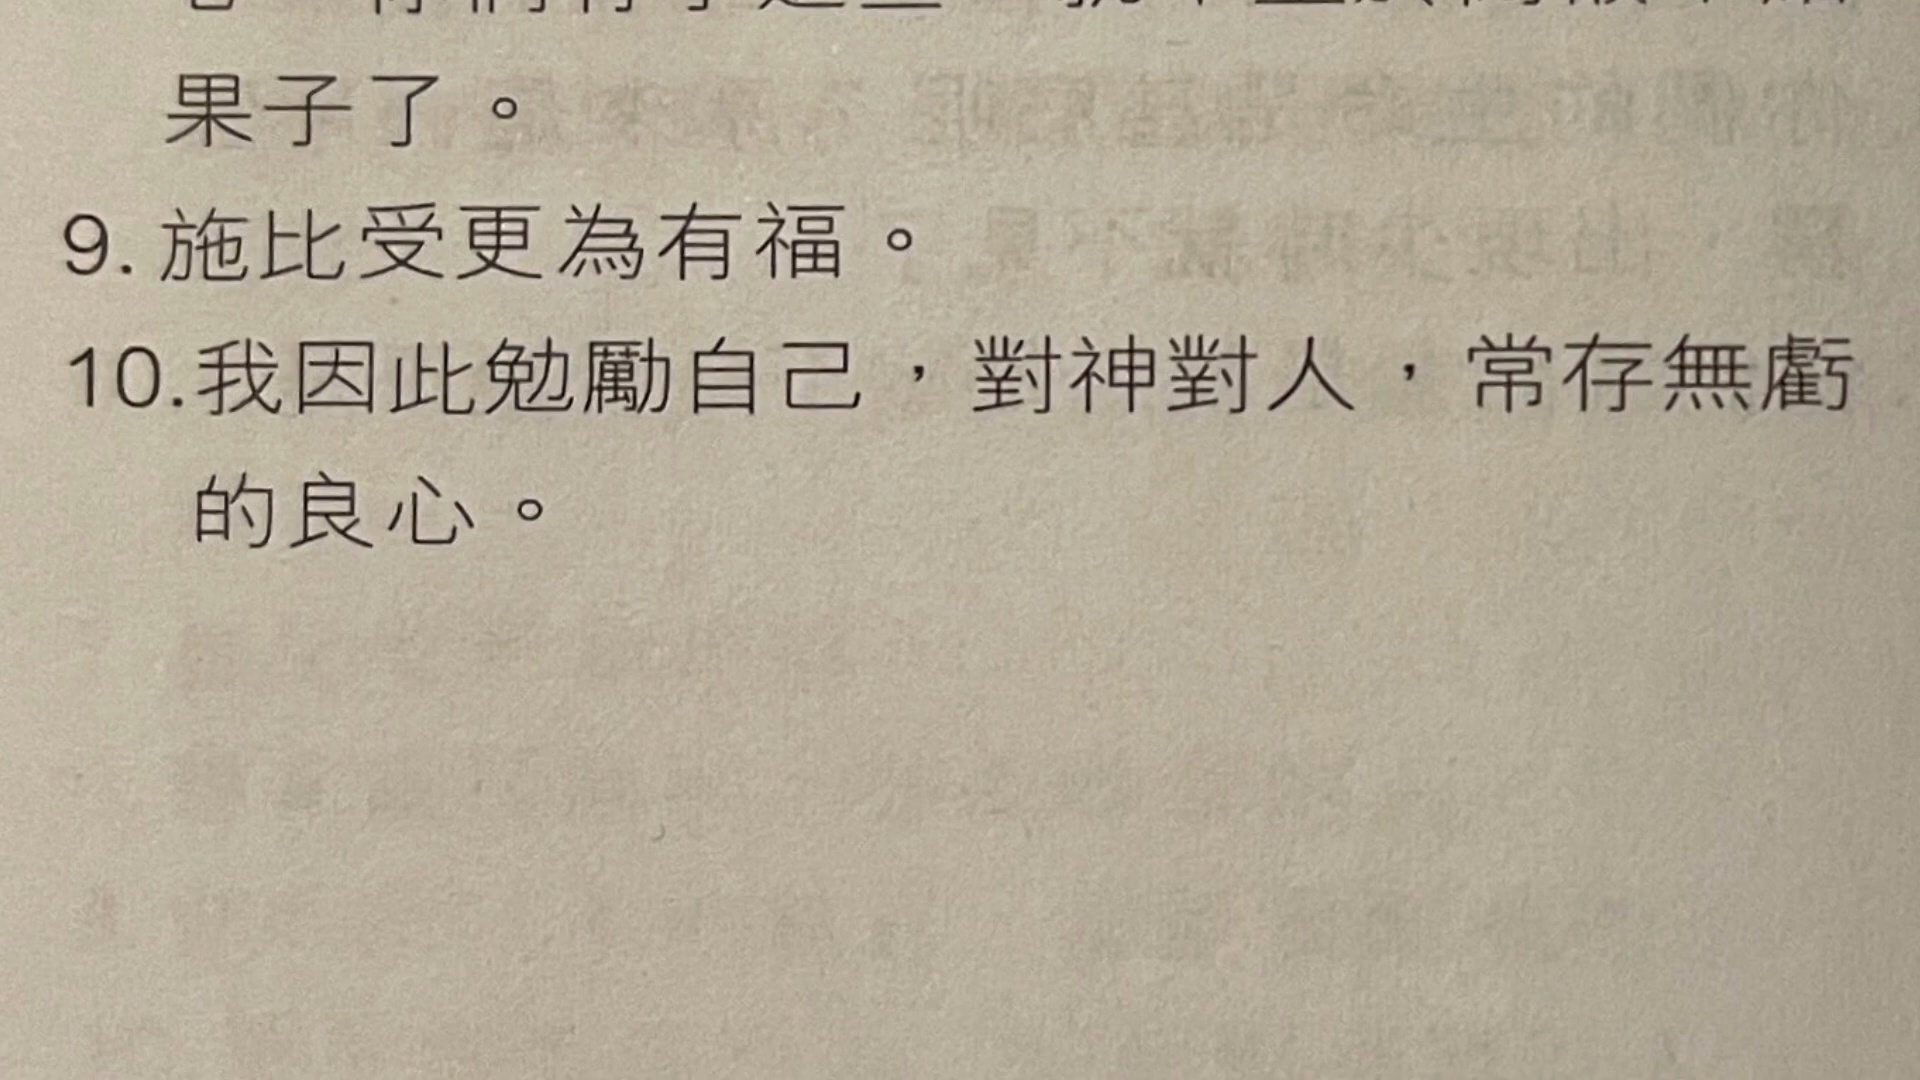 果子了。
9. 施比受更為有福。
10.我因此勉勵自己，對神對人，常存無虧
的良心。